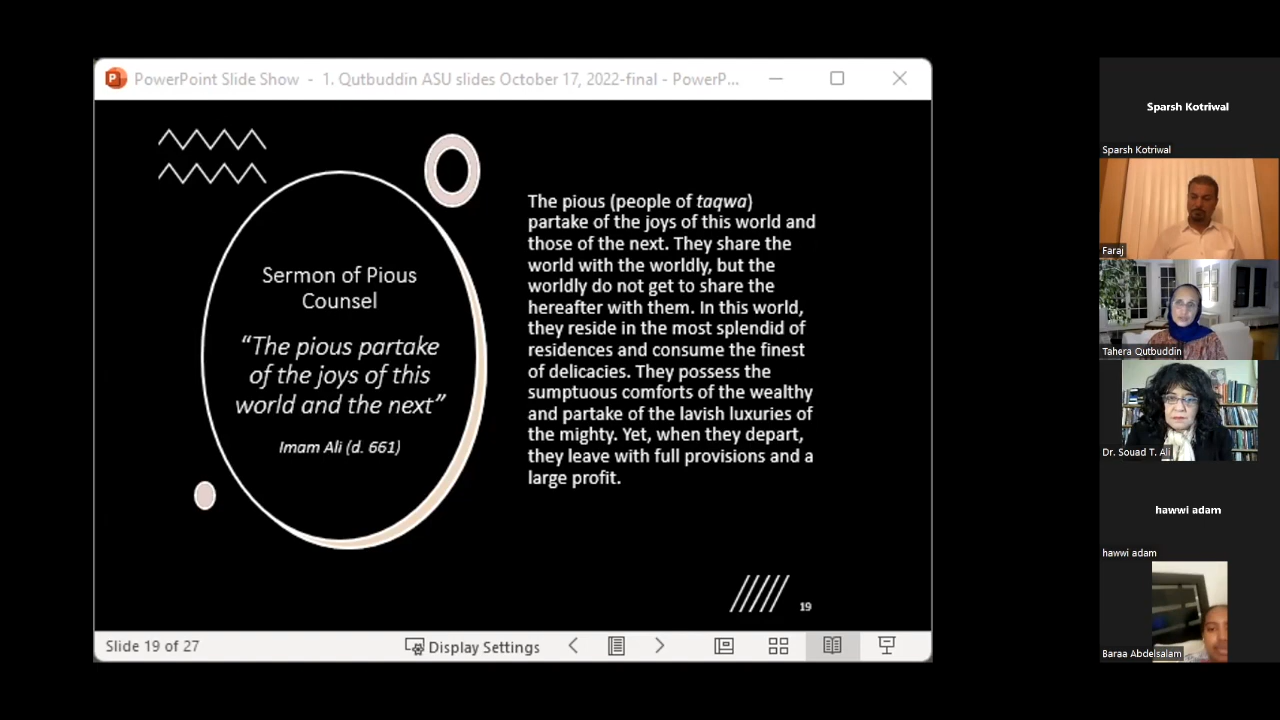 PowerPoint Slide Show - 1. Qutbuddin ASU slides October 17, 2022-final - PowerP...
Sermon of Pious
Counsel
“The pious partake
of the joys of this
world and the next”
Imam Ali (d. 661)
The pious (people of taqwa)
partake of the joys of this world and
those of the next. They share the
world with the worldly, but the
worldly do not get to share the
hereafter with them. In this world,
they reside in the most splendid of
residences and consume the finest
of delicacies. They possess the
sumptuous comforts of the wealthy
and partake of the lavish luxuries of
the mighty. Yet, when they depart,
they leave with full provisions and a
large profit.
19
Slide 19 of 27
Display Settings
Sparsh Kotriwal
Sparsh Kotriwal
Faraj
Tahera Qutbuddin
Dr. Souad T. Ali
hawwi adam
hawwi adam
Baraa Abdelsalam